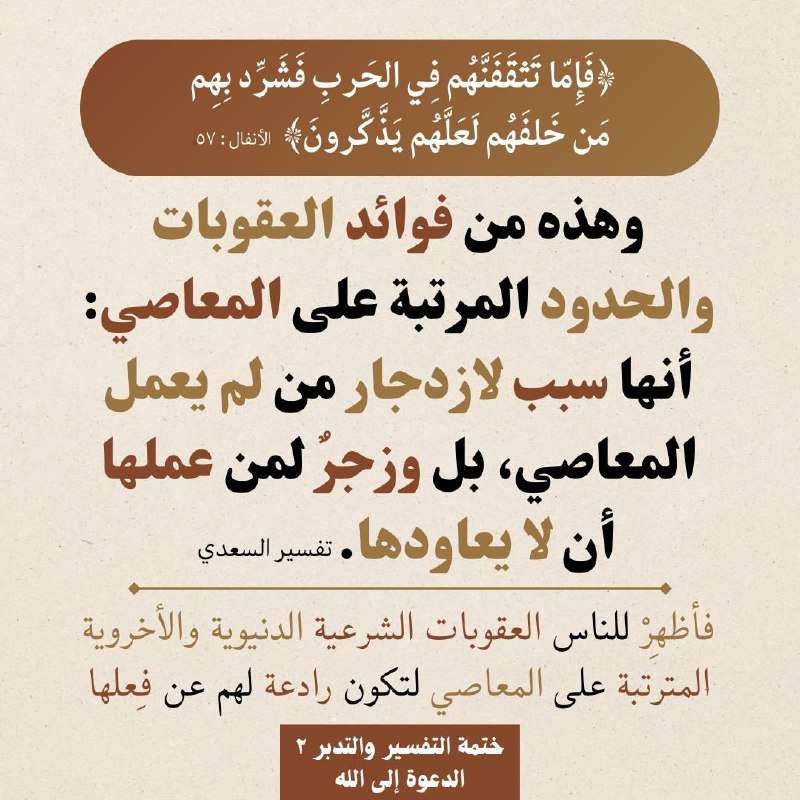 ﴿فَإِمّا تَثقَفَنَّهُم فِي الحَربِ فَشَرِّد بِهِم
مَن خَلفَهُم لَعَلَّهُم يَذَّكَّرونَ﴾ الأنفال: ٥٧
وهذه من فوائد العقوبات
والحدود المرتبة على المعاصي:
أنها سبب لازدجار من لم يعمل
المعاصي، بل وزجرٌ لمن عملها
أن لا يعاودها. تفسير السعدي
فأظهِرْ للناس العقوبات الشرعية الدنيوية والأخروية
المترتبة على المعاصي لتكون رادعة لهم عن فِعلها
ختمة التفسير والتدبر ٢
الدعوة إلى الله